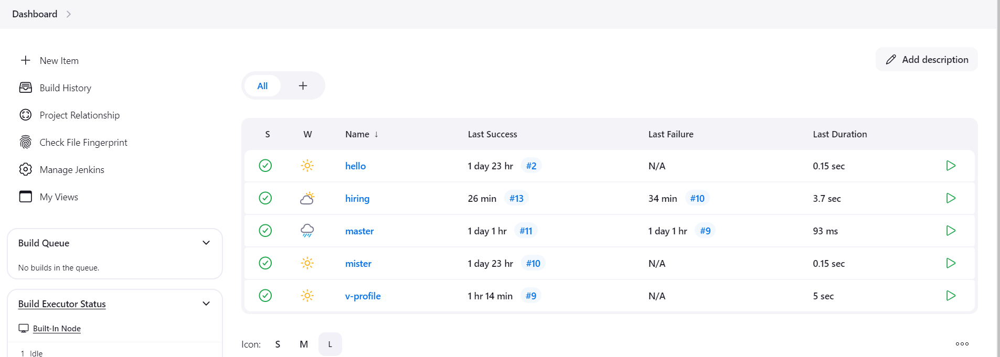 Dashboard
New Item
Build History
Project Relationship
Check File Fingerprint
Manage Jenkins
My Views
Build Queue
No builds in the queue.
Build Executor Status
Built-In Node
1 Idle
Add description
All +
S W Name ↓ Last Success Last Failure Last Duration
hello 1 day 23 hr #2 N/A 0.15 sec
hiring 26 min #13 34 min #10 3.7 sec
master 1 day 1 hr #11 1 day 1 hr #9 93 ms
mister 1 day 23 hr #10 N/A 0.15 sec
v-profile 1 hr 14 min #9 N/A 5 sec
Icon: S M L